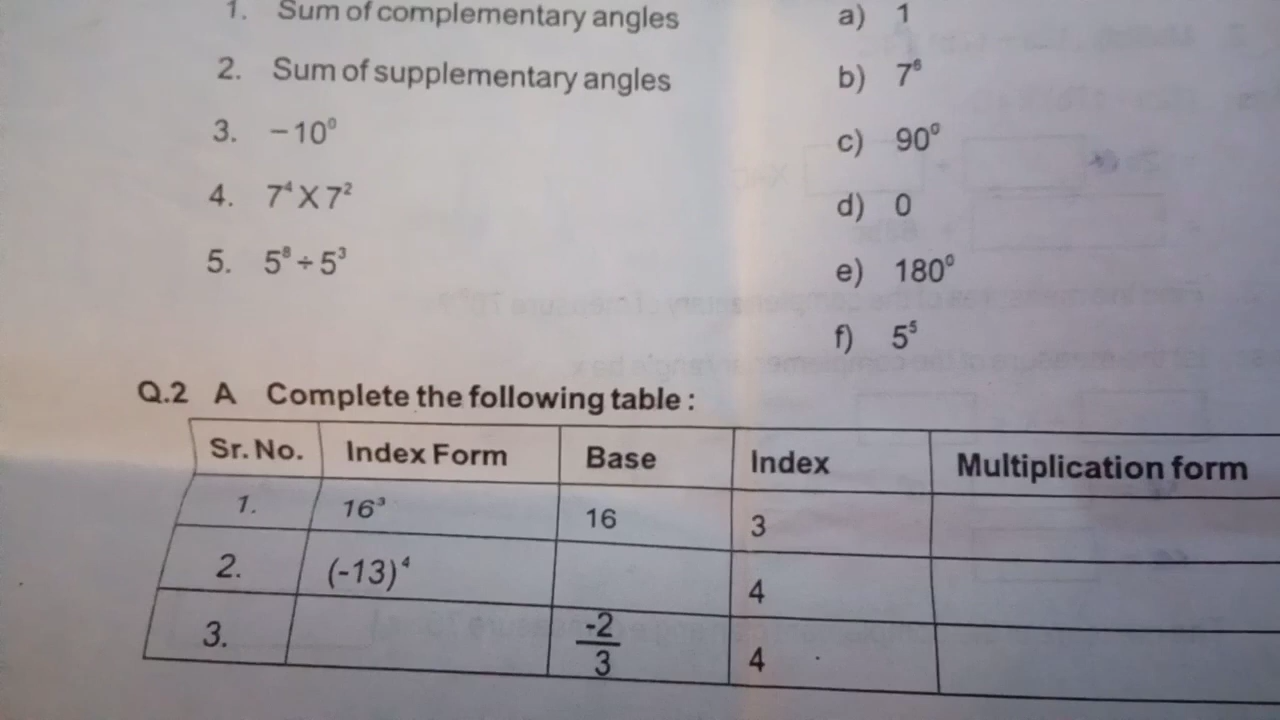 1. Sum of complementary angles a) 1
2. Sum of supplementary angles b) 7⁶
3. –10⁰ c) 90⁰
4. 7⁴ X 7² d) 0
5. 5⁸ ÷ 5³ e) 180⁰
f) 5⁵
Q.2 A Complete the following table :
Sr. No. Index Form Base Index Multiplication form
1. 16³ 16 3
2. (-13)⁴ 4
3. -2/3 4